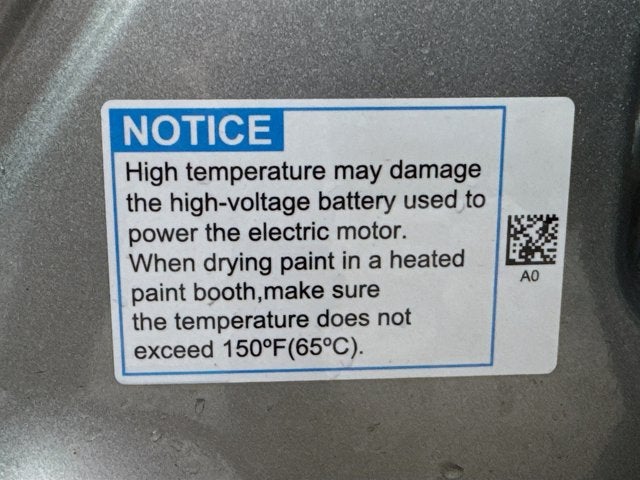 NOTICE
High temperature may damage
the high-voltage battery used to
power the electric motor.
When drying paint in a heated
paint booth,make sure
the temperature does not
exceed 150ºF(65ºC).
A0